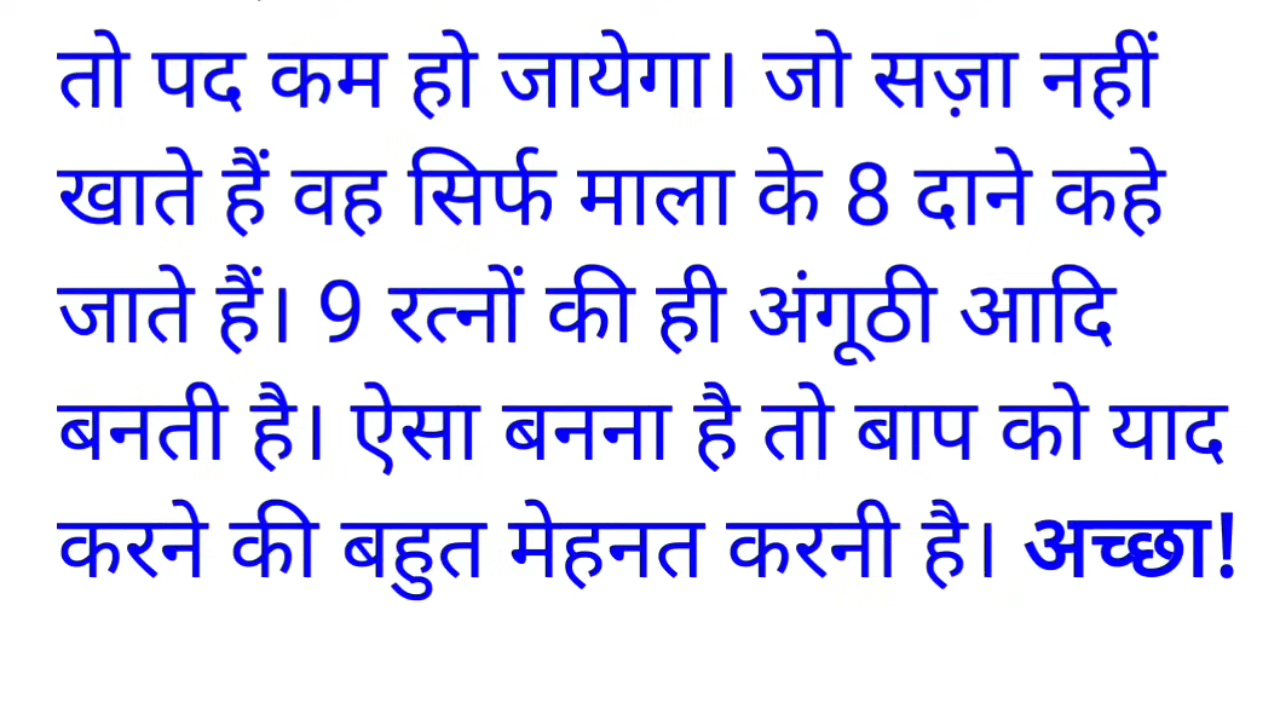 तो पद कम हो जायेगा। जो सज़ा नहीं
खाते हैं वह सिर्फ माला के 8 दाने कहे
जाते हैं। 9 रत्नों की ही अंगूठी आदि
बनती है। ऐसा बनना है तो बाप को याद
करने की बहुत मेहनत करनी है। अच्छा!